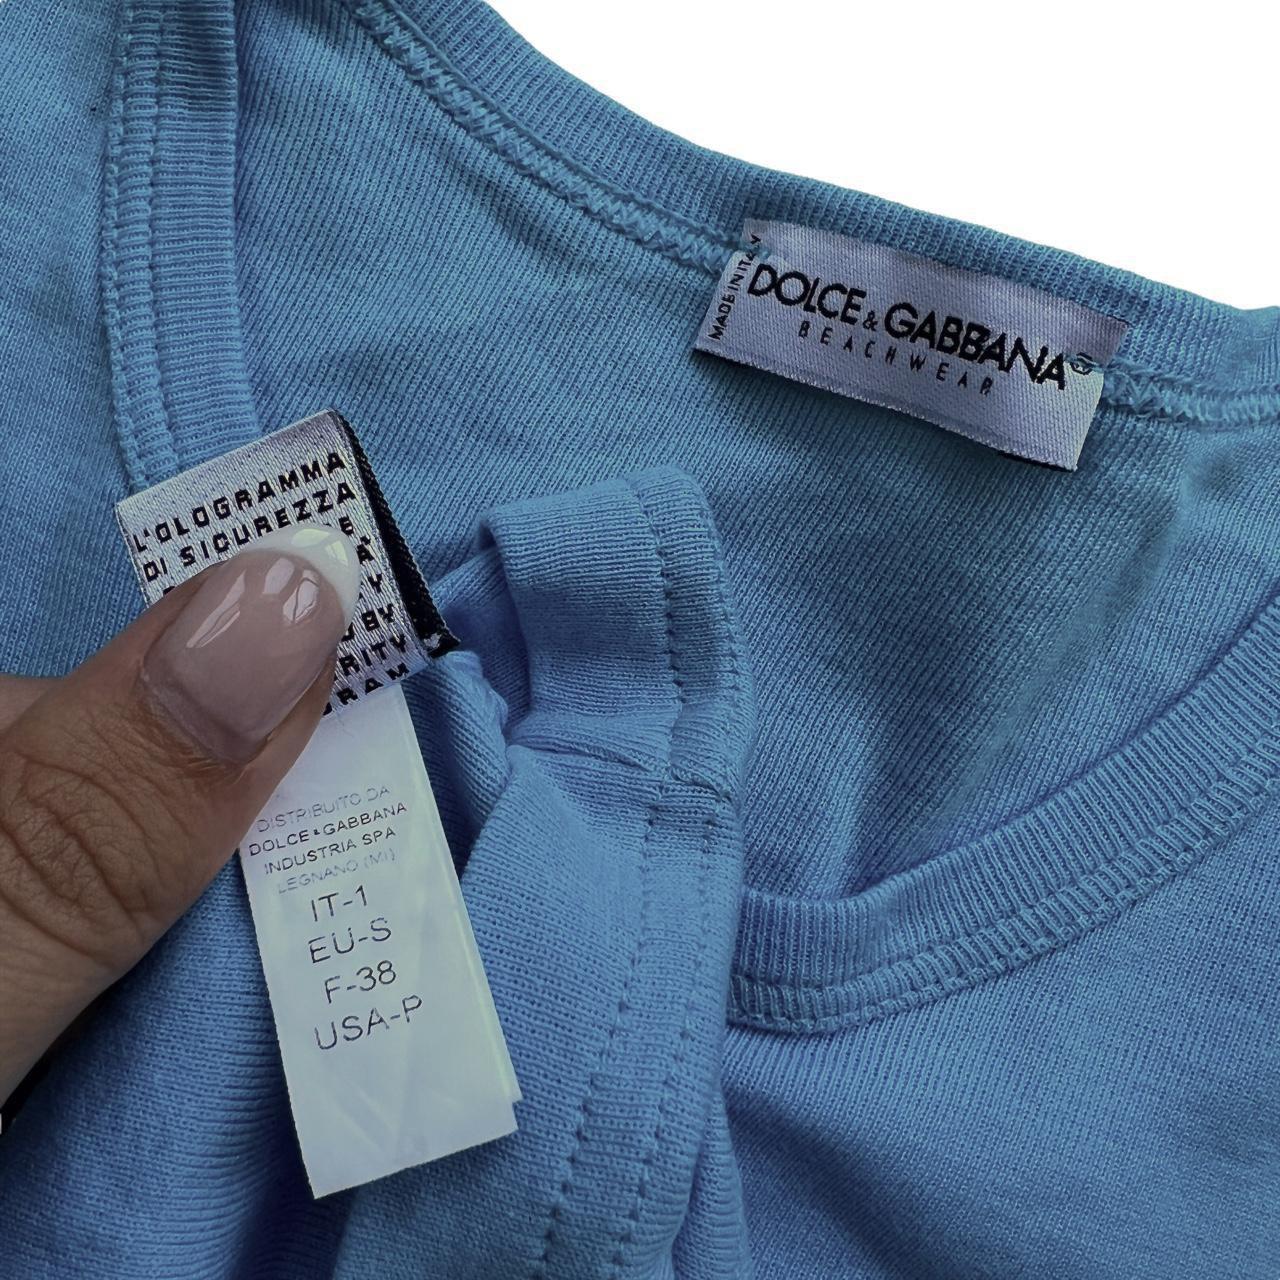 MADE IN ITALY
DOLCE & GABBANA®
BEACHWEAR
L'OLOGRAMMA
DI SICUREZZA
BY
DISTRIBUITO DA
DOLCE & GABBANA
INDUSTRIA SPA
LEGNANO (MI)
IT-1
EU-S
F-38
USA-P